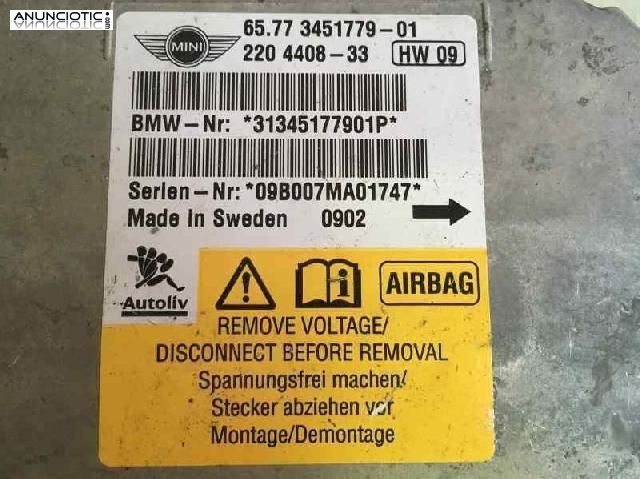 ANUNCIOTIC
MINI
65.77 3451779-01
220 4408-33
HW 09
BMW-Nr: *31345177901P*
Serien-Nr: *09B007MA01747*
Made in Sweden 0902
Autoliv
AIRBAG
REMOVE VOLTAGE/
DISCONNECT BEFORE REMOVAL
Spannungsfrei machen/
Stecker abziehen vor
Montage/Demontage